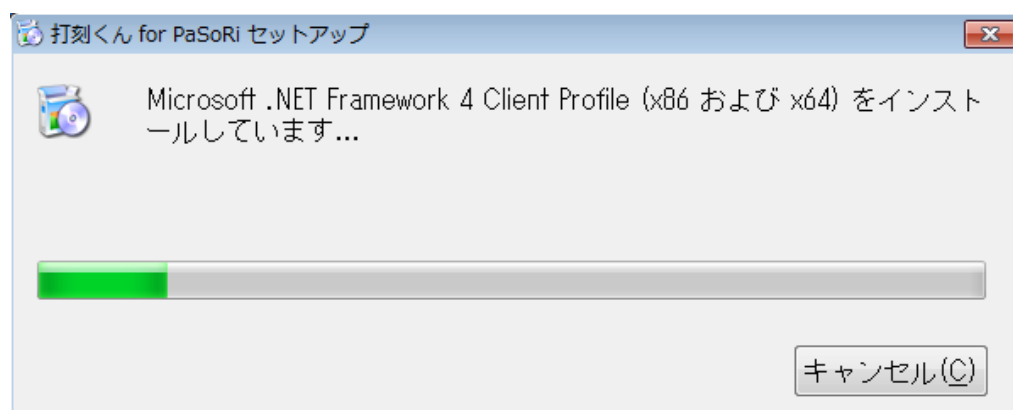 打刻くん for PaSoRi セットアップ
Microsoft .NET Framework 4 Client Profile (x86 および x64) をインスト
ールしています...
キャンセル(C)